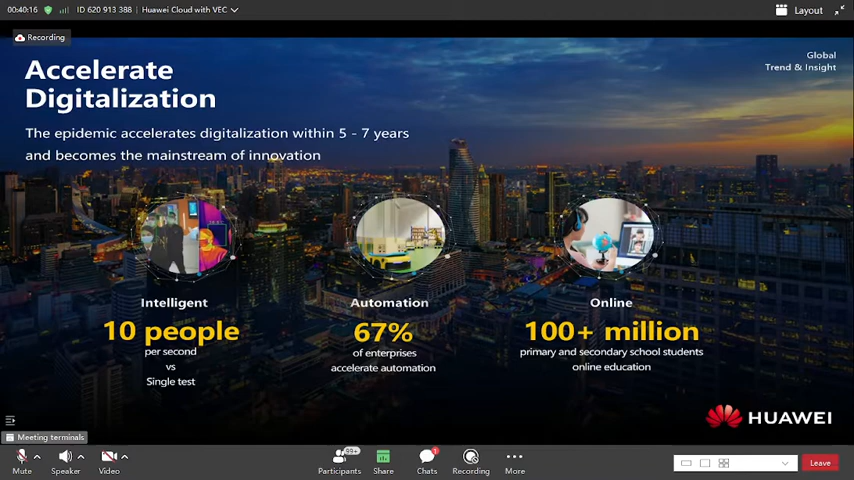 00:40:16
ID 620 913 388
Huawei Cloud with VEC
Layout
Recording
Global
Trend & Insight
Accelerate
Digitalization
The epidemic accelerates digitalization within 5 - 7 years
and becomes the mainstream of innovation
Intelligent
10 people
per second
vs
Single test
Automation
67%
of enterprises
accelerate automation
Online
100+ million
primary and secondary school students
online education
HUAWEI
Meeting terminals
Mute
Speaker
Video
99+
Participants
Share
1
Chats
Recording
More
Leave